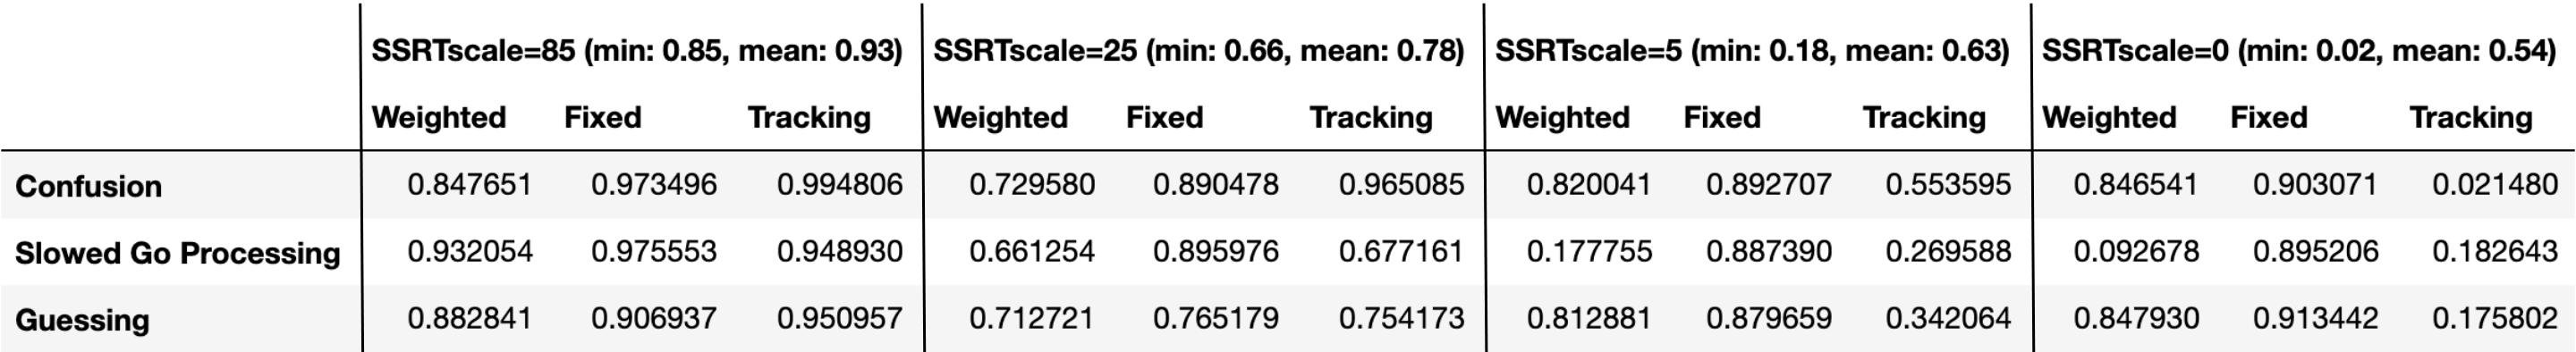 SSRTscale=85 (min: 0.85, mean: 0.93) SSRTscale=25 (min: 0.66, mean: 0.78) SSRTscale=5 (min: 0.18, mean: 0.63) SSRTscale=0 (min: 0.02, mean: 0.54)
Weighted Fixed Tracking Weighted Fixed Tracking Weighted Fixed Tracking Weighted Fixed Tracking
Confusion 0.847651 0.973496 0.994806 0.729580 0.890478 0.965085 0.820041 0.892707 0.553595 0.846541 0.903071 0.021480
Slowed Go Processing 0.932054 0.975553 0.948930 0.661254 0.895976 0.677161 0.177755 0.887390 0.269588 0.092678 0.895206 0.182643
Guessing 0.882841 0.906937 0.950957 0.712721 0.765179 0.754173 0.812881 0.879659 0.342064 0.847930 0.913442 0.175802